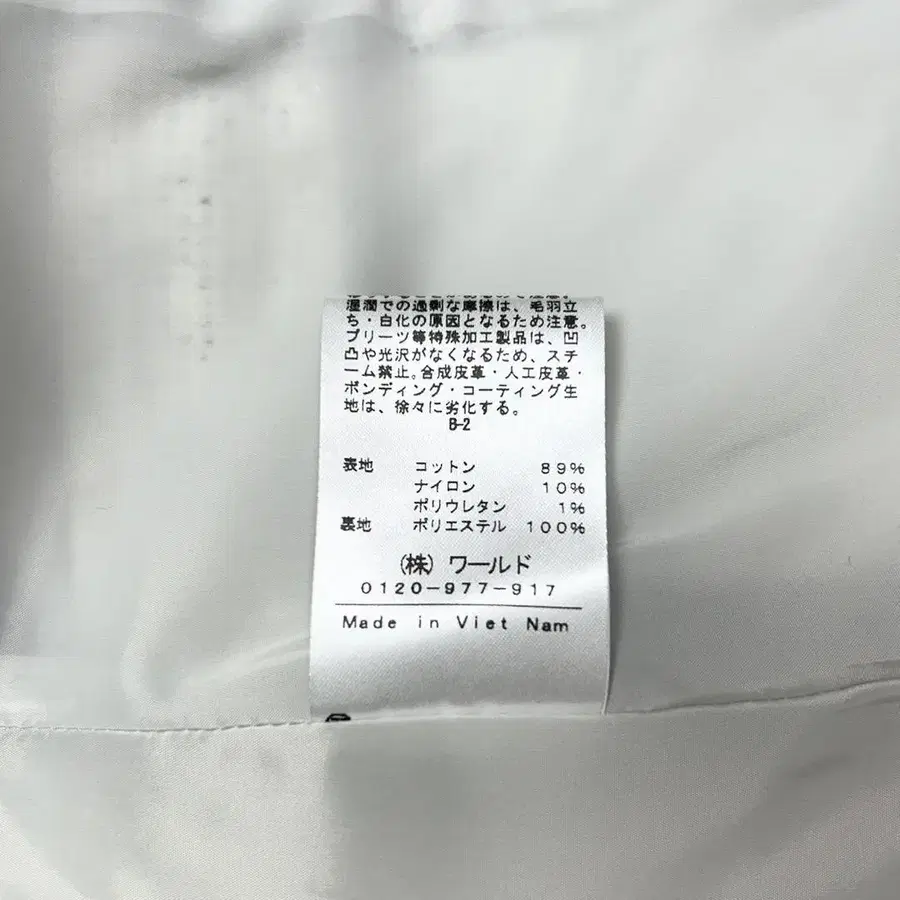 湿潤での過剰な摩擦は、毛羽立
ち・白化の原因となるため注意。
プリーツ等特殊加工製品は、凹
凸や光沢がなくなるため、スチ
ーム禁止。合成皮革・人工皮革・
ボンディング・コーティング生
地は、徐々に劣化する。
B-2
表地 コットン 89%
ナイロン 10%
ポリウレタン 1%
裏地 ポリエステル 100%
(株) ワールド
0120-977-917
Made in Viet Nam